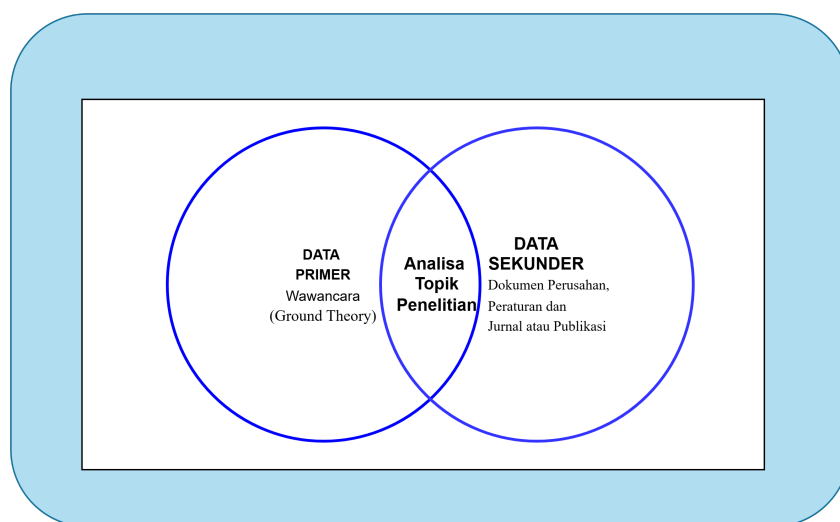 DATA
PRIMER
Wawancara
(Ground Theory)
Analisa
Topik
Penelitian
DATA
SEKUNDER
Dokumen Perusahan,
Peraturan dan
Jurnal atau Publikasi